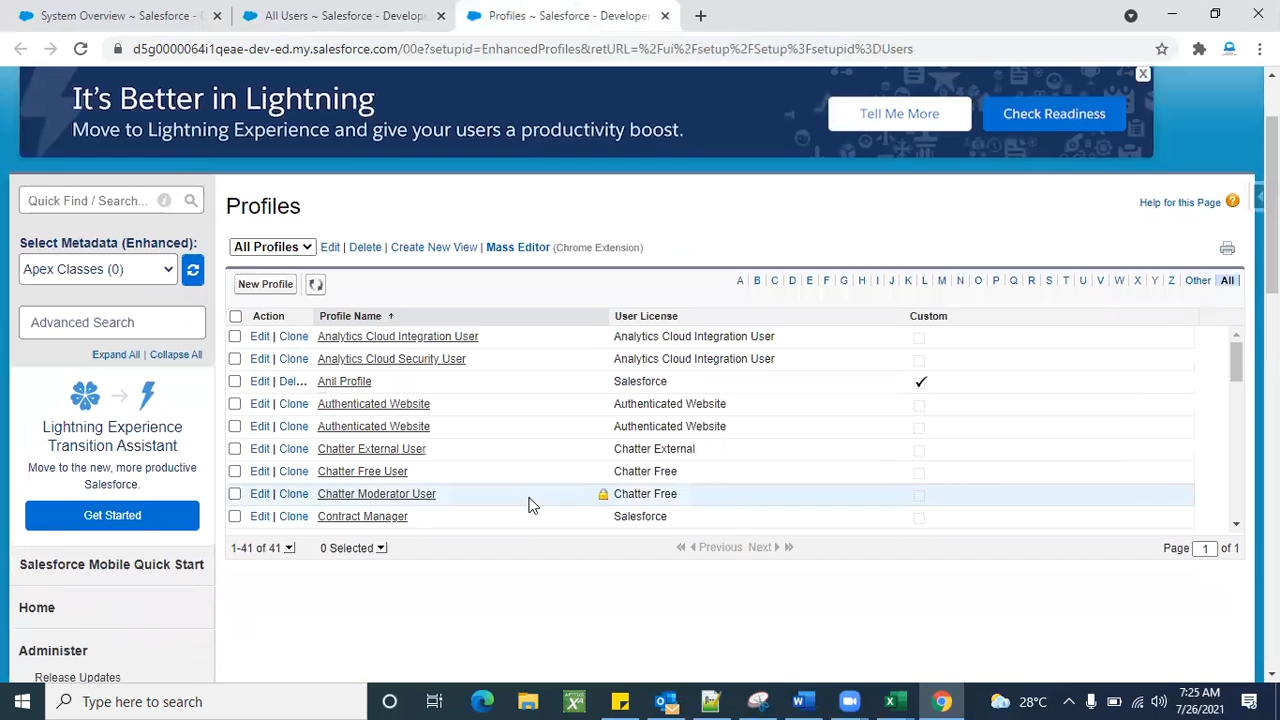 System Overview ~ Salesforce - D
All Users ~ Salesforce - Develope
Profiles ~ Salesforce - Developer
d5g0000064i1qeae-dev-ed.my.salesforce.com/00e?setupid=EnhancedProfiles&retURL=%2Fui%2Fsetup%2FSetup%3Fsetupid%3DUsers
It's Better in Lightning
Move to Lightning Experience and give your users a productivity boost.
Tell Me More
Check Readiness
X
Quick Find / Search...
Select Metadata (Enhanced):
Apex Classes (0)
Advanced Search
Expand All | Collapse All
Lightning Experience
Transition Assistant
Move to the new, more productive
Salesforce.
Get Started
Salesforce Mobile Quick Start
Home
Administer
Release Updates
Profiles
Help for this Page ?
All Profiles Edit | Delete | Create New View | Mass Editor (Chrome Extension)
New Profile
A B C D E F G H I J K L M N O P Q R S T U V W X Y Z Other All
Action Profile Name User License Custom
Edit | Clone Analytics Cloud Integration User Analytics Cloud Integration User
Edit | Clone Analytics Cloud Security User Analytics Cloud Integration User
Edit | Del... Anil Profile Salesforce
Edit | Clone Authenticated Website Authenticated Website
Edit | Clone Authenticated Website Authenticated Website
Edit | Clone Chatter External User Chatter External
Edit | Clone Chatter Free User Chatter Free
Edit | Clone Chatter Moderator User Chatter Free
Edit | Clone Contract Manager Salesforce
1-41 of 41 0 Selected Previous Next Page 1 of 1
Type here to search
28°C
7:25 AM
7/26/2021